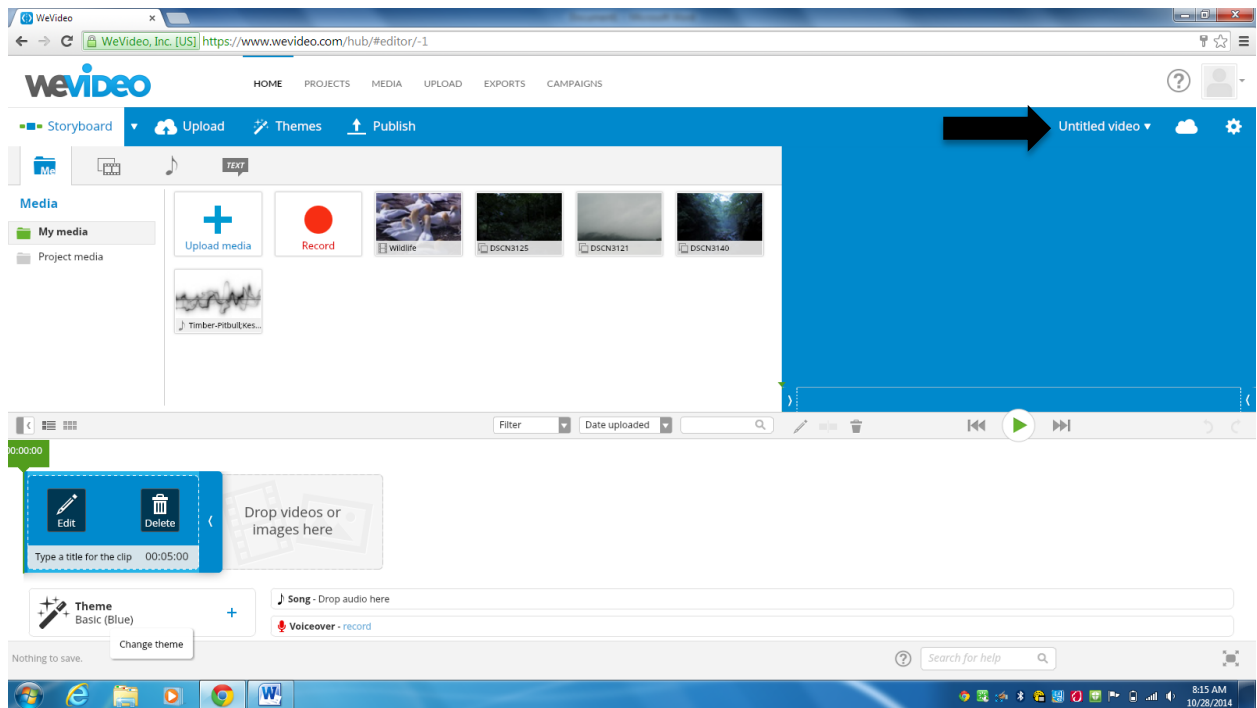 WeVideo
WeVideo, Inc. [US] https://www.wevideo.com/hub/#editor/-1
WEVIDEO HOME PROJECTS MEDIA UPLOAD EXPORTS CAMPAIGNS ?
Storyboard Upload Themes Publish Untitled video
Me TEXT
Media
My media
Project media
Upload media Record Wildlife DSCN3125 DSCN3121 DSCN3140
Timber-Pitbull;Kes...
Filter Date uploaded
00:00:00
Edit Delete
Type a title for the clip 00:05:00
Drop videos or
images here
Theme
Basic (Blue)
Song - Drop audio here
Voiceover - record
Change theme
Nothing to save. ? Search for help
8:15 AM
10/28/2014